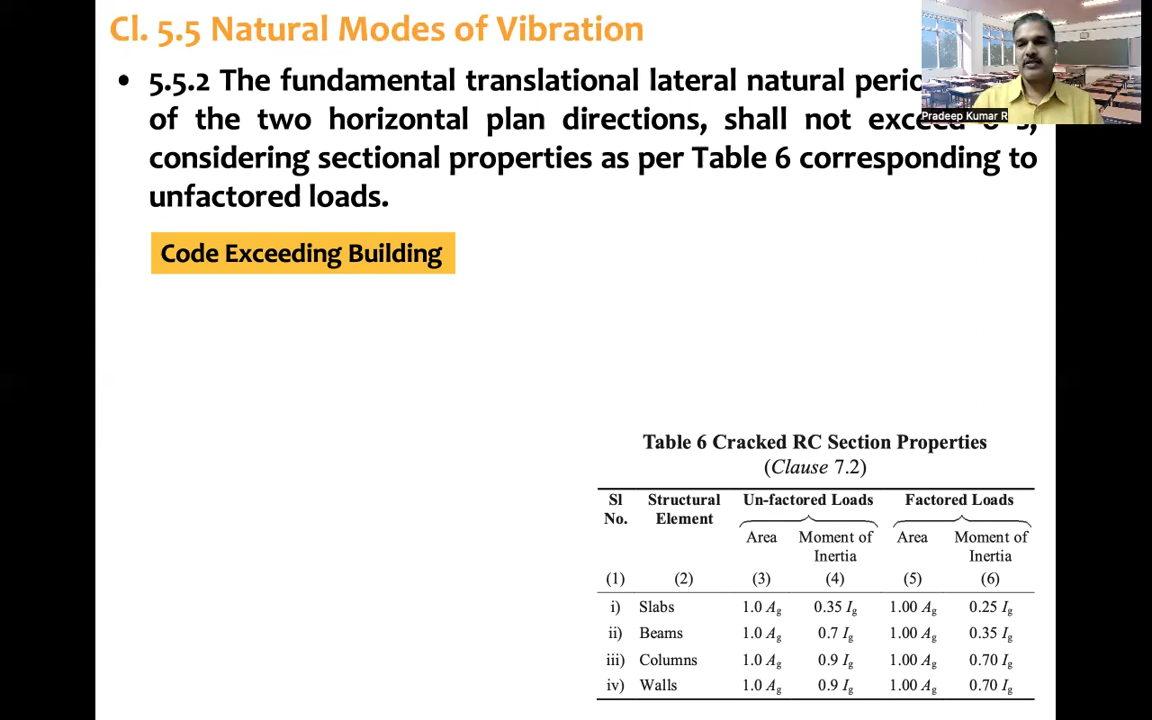 Cl. 5.5 Natural Modes of Vibration
• 5.5.2 The fundamental translational lateral natural
of the two horizontal plan directions, shall not exceed
considering sectional properties as per Table 6 corresponding to
unfactored loads.
Pradeep Kumar R
Code Exceeding Building
Table 6 Cracked RC Section Properties
(Clause 7.2)
Sl No. Structural Element Un-factored Loads Factored Loads
Area Moment of Inertia Area Moment of Inertia
(1) (2) (3) (4) (5) (6)
i) Slabs 1.0 Ag 0.35 Ig 1.00 Ag 0.25 Ig
ii) Beams 1.0 Ag 0.7 Ig 1.00 Ag 0.35 Ig
iii) Columns 1.0 Ag 0.9 Ig 1.00 Ag 0.70 Ig
iv) Walls 1.0 Ag 0.9 Ig 1.00 Ag 0.70 Ig